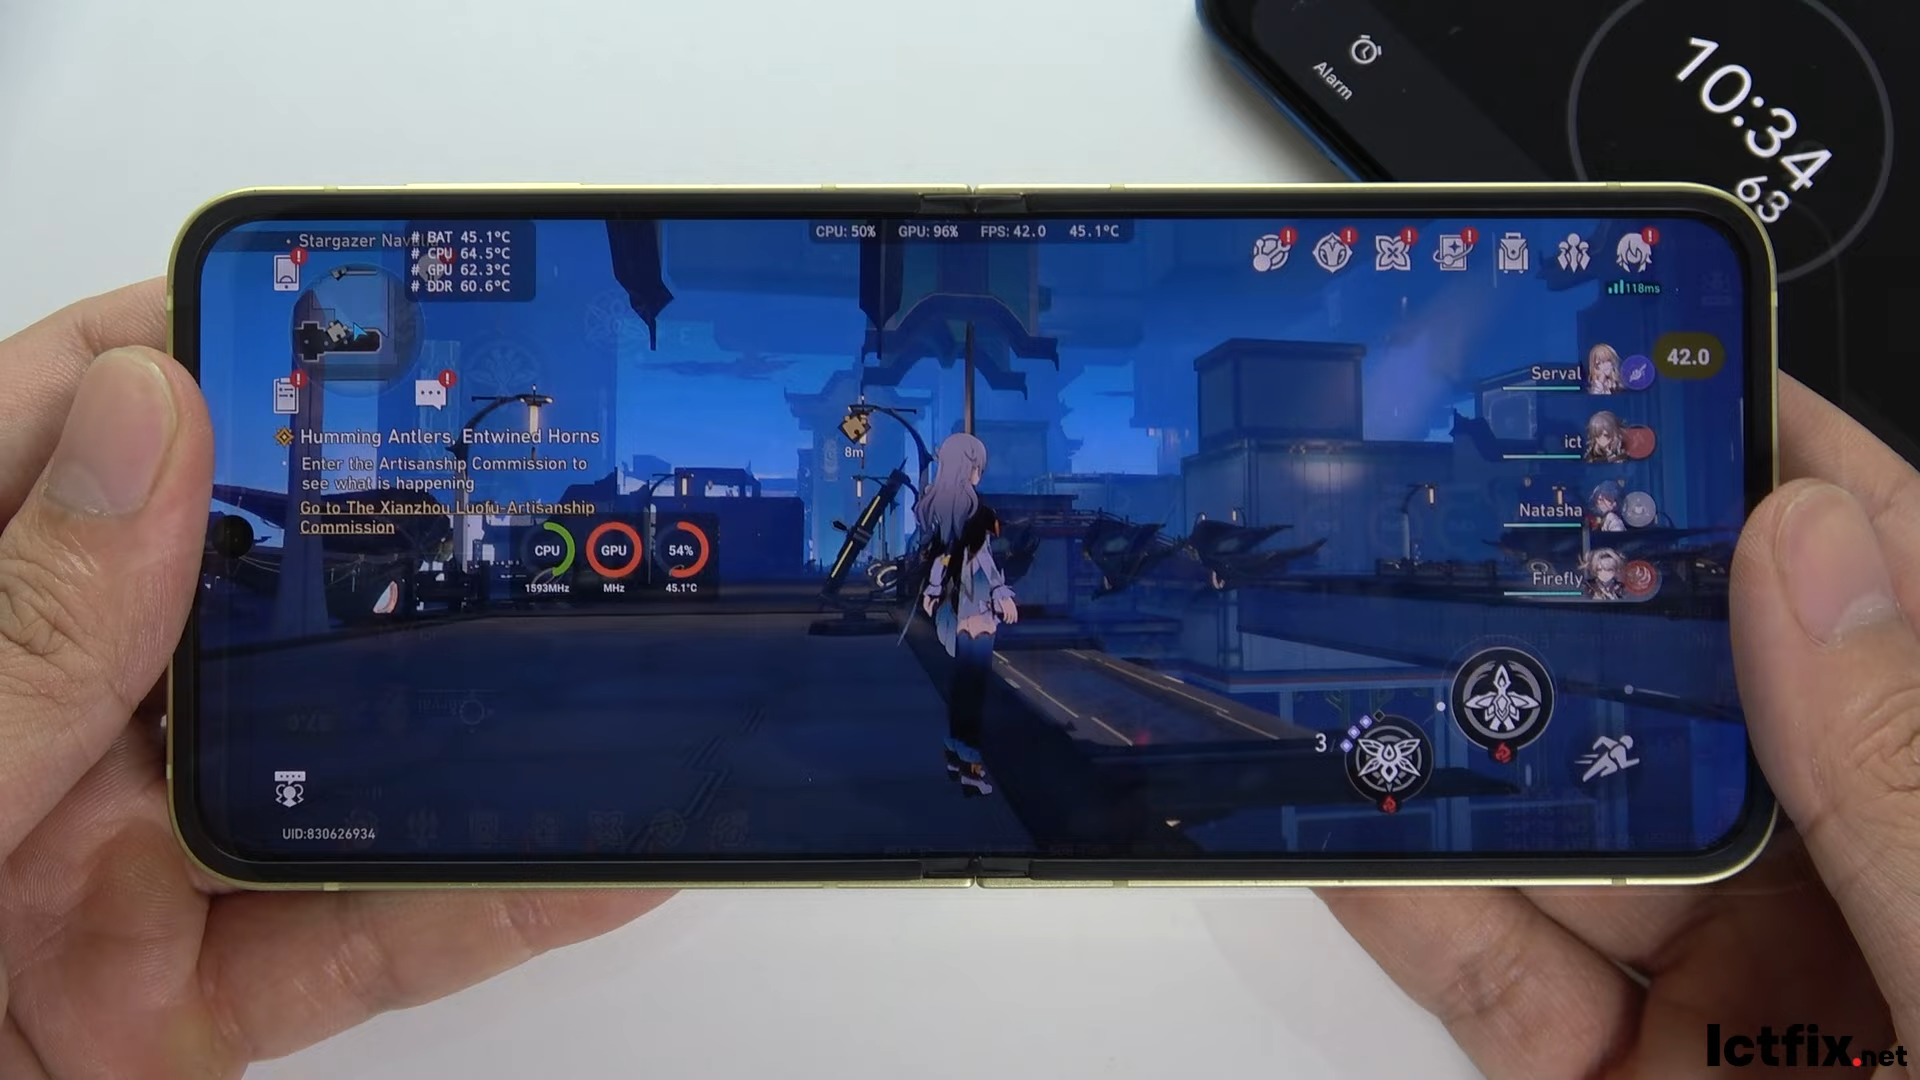 Alarm
10:34
63
Stargazer
# BAT 45.1°C
# CPU 64.5°C
# GPU 62.3°C
# DDR 60.6°C
CPU: 50% GPU: 96% FPS: 42.0 45.1°C
118ms
42.0
Serval
ict
Natasha
Firefly
Humming Antlers, Entwined Horns
Enter the Artisanship Commission to
see what is happening
Go to The Xianzhou Luofu-Artisanship
Commission
8m
CPU GPU 54%
1593MHz MHz 45.1°C
3
UID:830626934
Ictfix.net